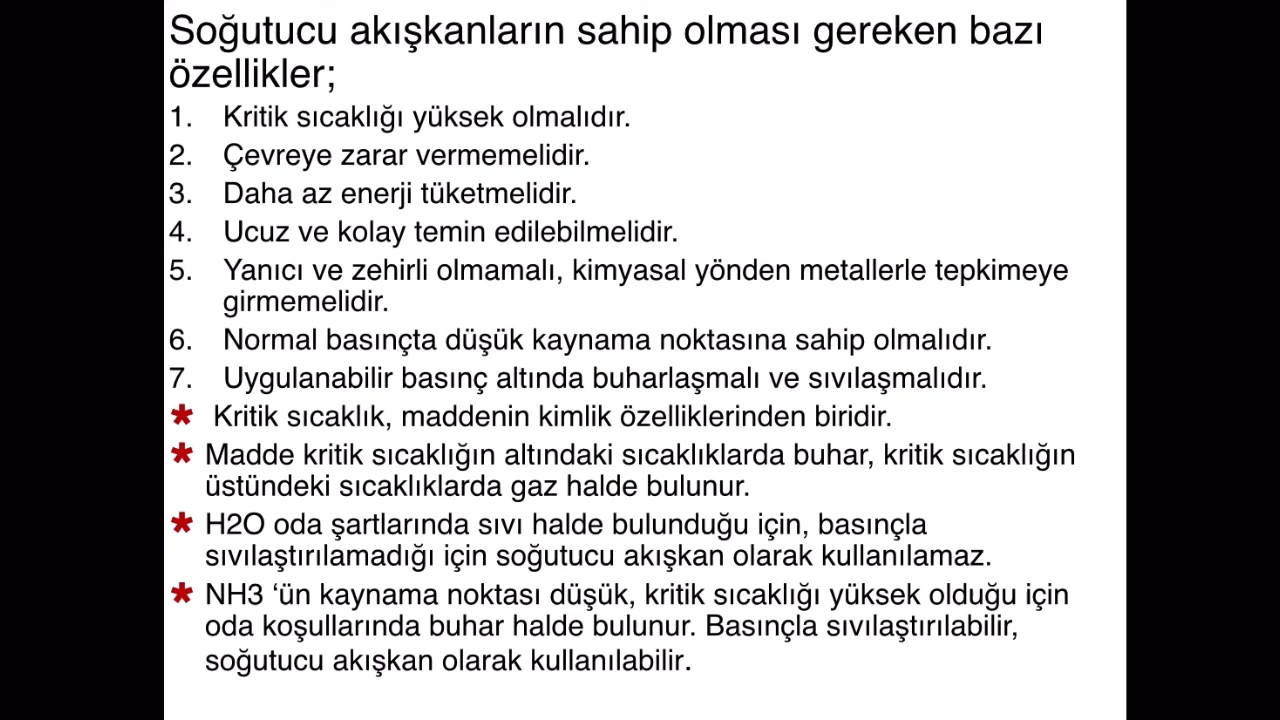 Soğutucu akışkanların sahip olması gereken bazı
özellikler;
1. Kritik sıcaklığı yüksek olmalıdır.
2. Çevreye zarar vermemelidir.
3. Daha az enerji tüketmelidir.
4. Ucuz ve kolay temin edilebilmelidir.
5. Yanıcı ve zehirli olmamalı, kimyasal yönden metallerle tepkimeye
girmemelidir.
6. Normal basınçta düşük kaynama noktasına sahip olmalıdır.
7. Uygulanabilir basınç altında buharlaşmalı ve sıvılaşmalıdır.
* Kritik sıcaklık, maddenin kimlik özelliklerinden biridir.
* Madde kritik sıcaklığın altındaki sıcaklıklarda buhar, kritik sıcaklığın
üstündeki sıcaklıklarda gaz halde bulunur.
* H2O oda şartlarında sıvı halde bulunduğu için, basınçla
sıvılaştırılamadığı için soğutucu akışkan olarak kullanılamaz.
* NH3 ‘ün kaynama noktası düşük, kritik sıcaklığı yüksek olduğu için
oda koşullarında buhar halde bulunur. Basınçla sıvılaştırılabilir,
soğutucu akışkan olarak kullanılabilir.